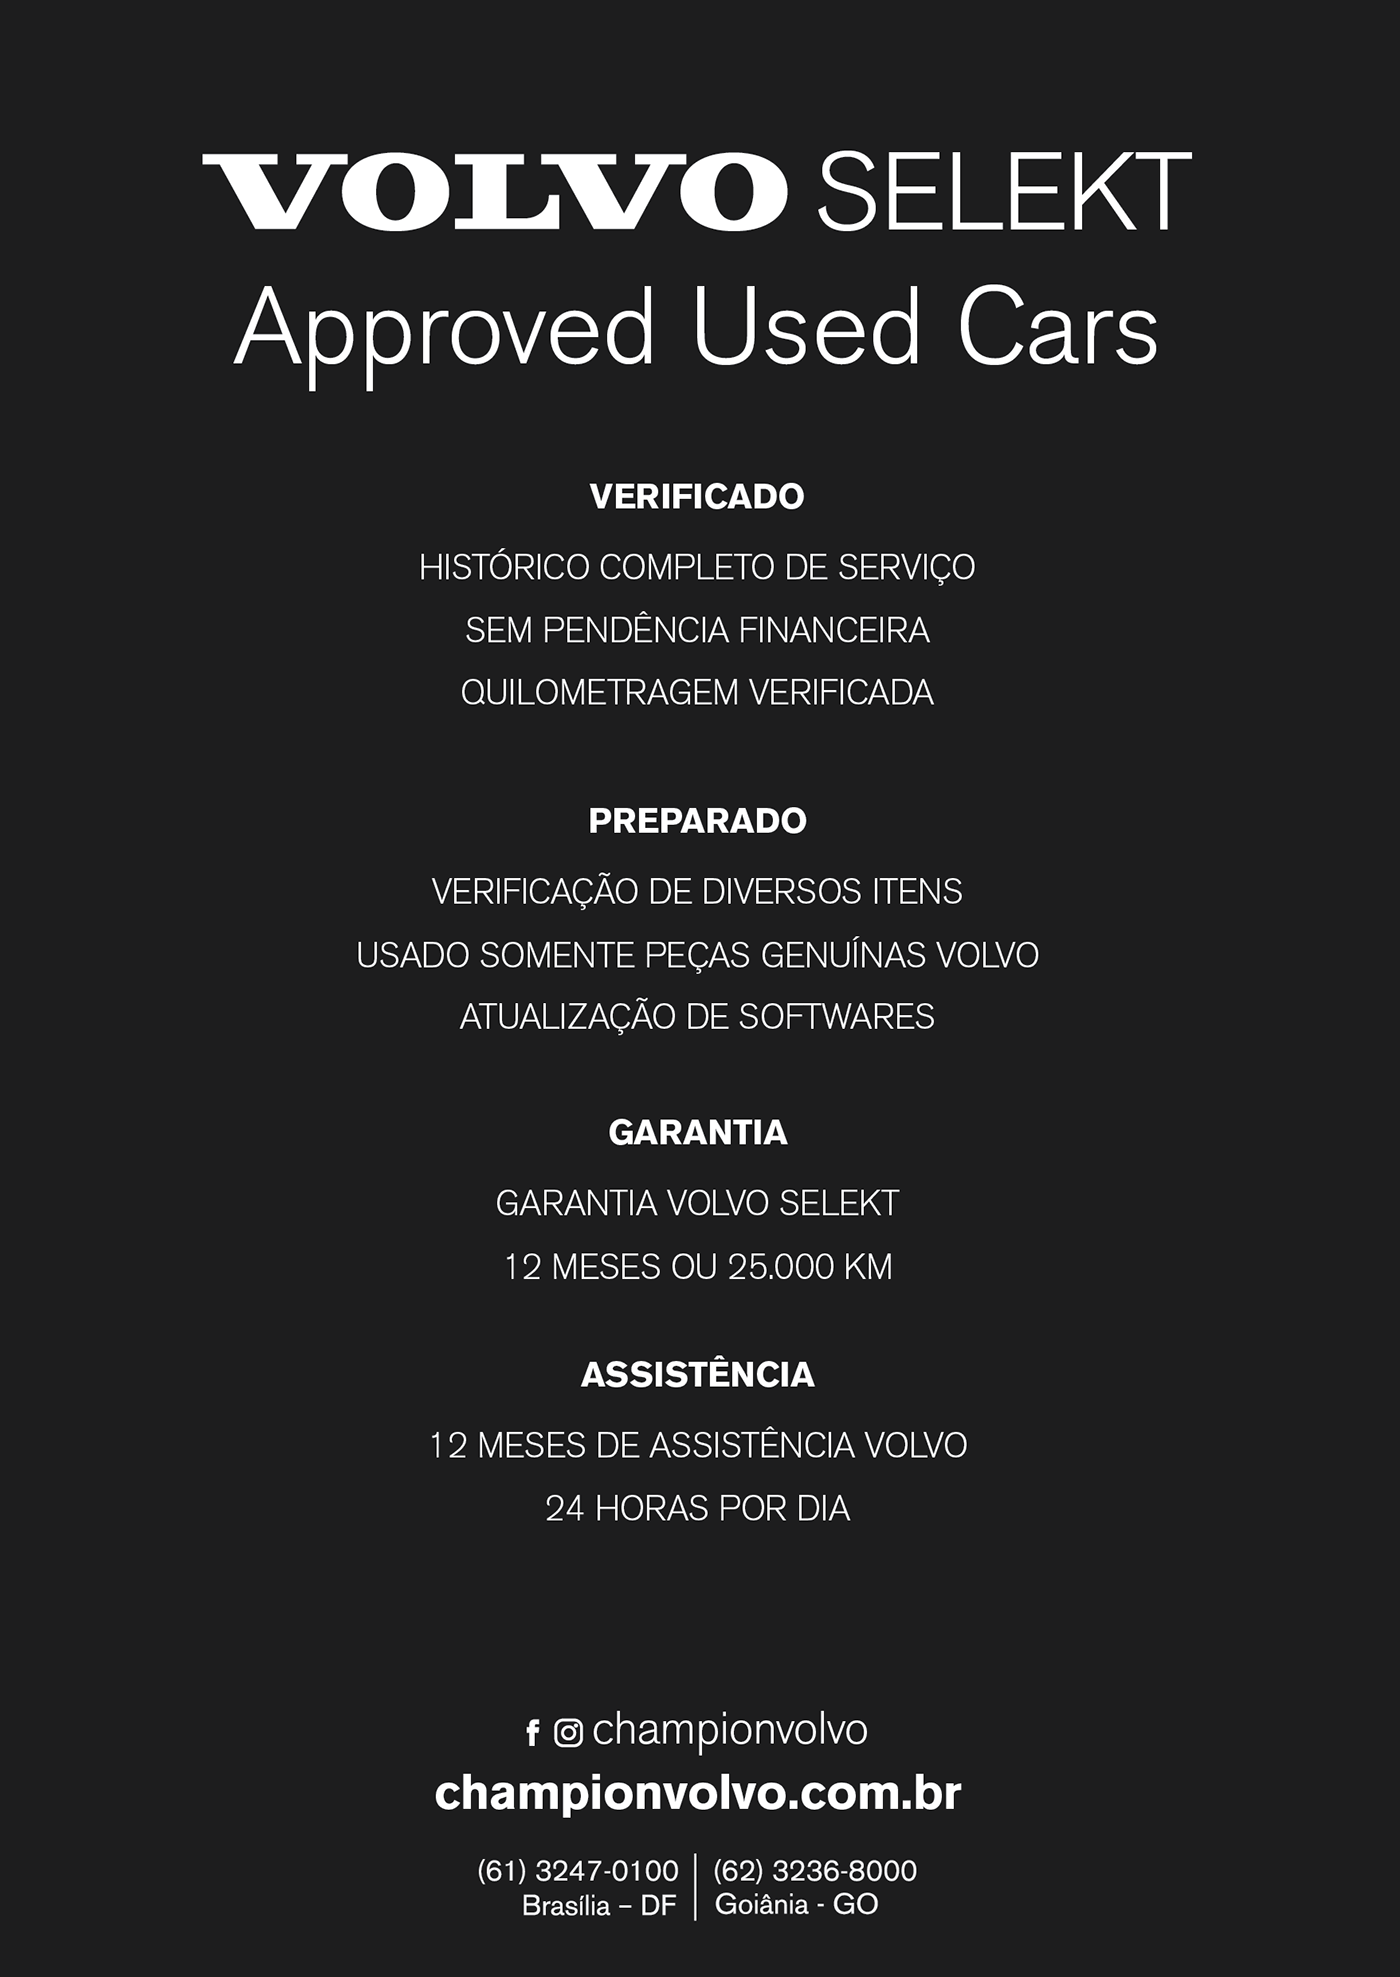 VOLVO SELEKT
Approved Used Cars
VERIFICADO
HISTÓRICO COMPLETO DE SERVIÇO
SEM PENDÊNCIA FINANCEIRA
QUILOMETRAGEM VERIFICADA
PREPARADO
VERIFICAÇÃO DE DIVERSOS ITENS
USADO SOMENTE PEÇAS GENUÍNAS VOLVO
ATUALIZAÇÃO DE SOFTWARES
GARANTIA
GARANTIA VOLVO SELEKT
12 MESES OU 25.000 KM
ASSISTÊNCIA
12 MESES DE ASSISTÊNCIA VOLVO
24 HORAS POR DIA
championvolvo
championvolvo.com.br
(61) 3247-0100
Brasília – DF
(62) 3236-8000
Goiânia - GO